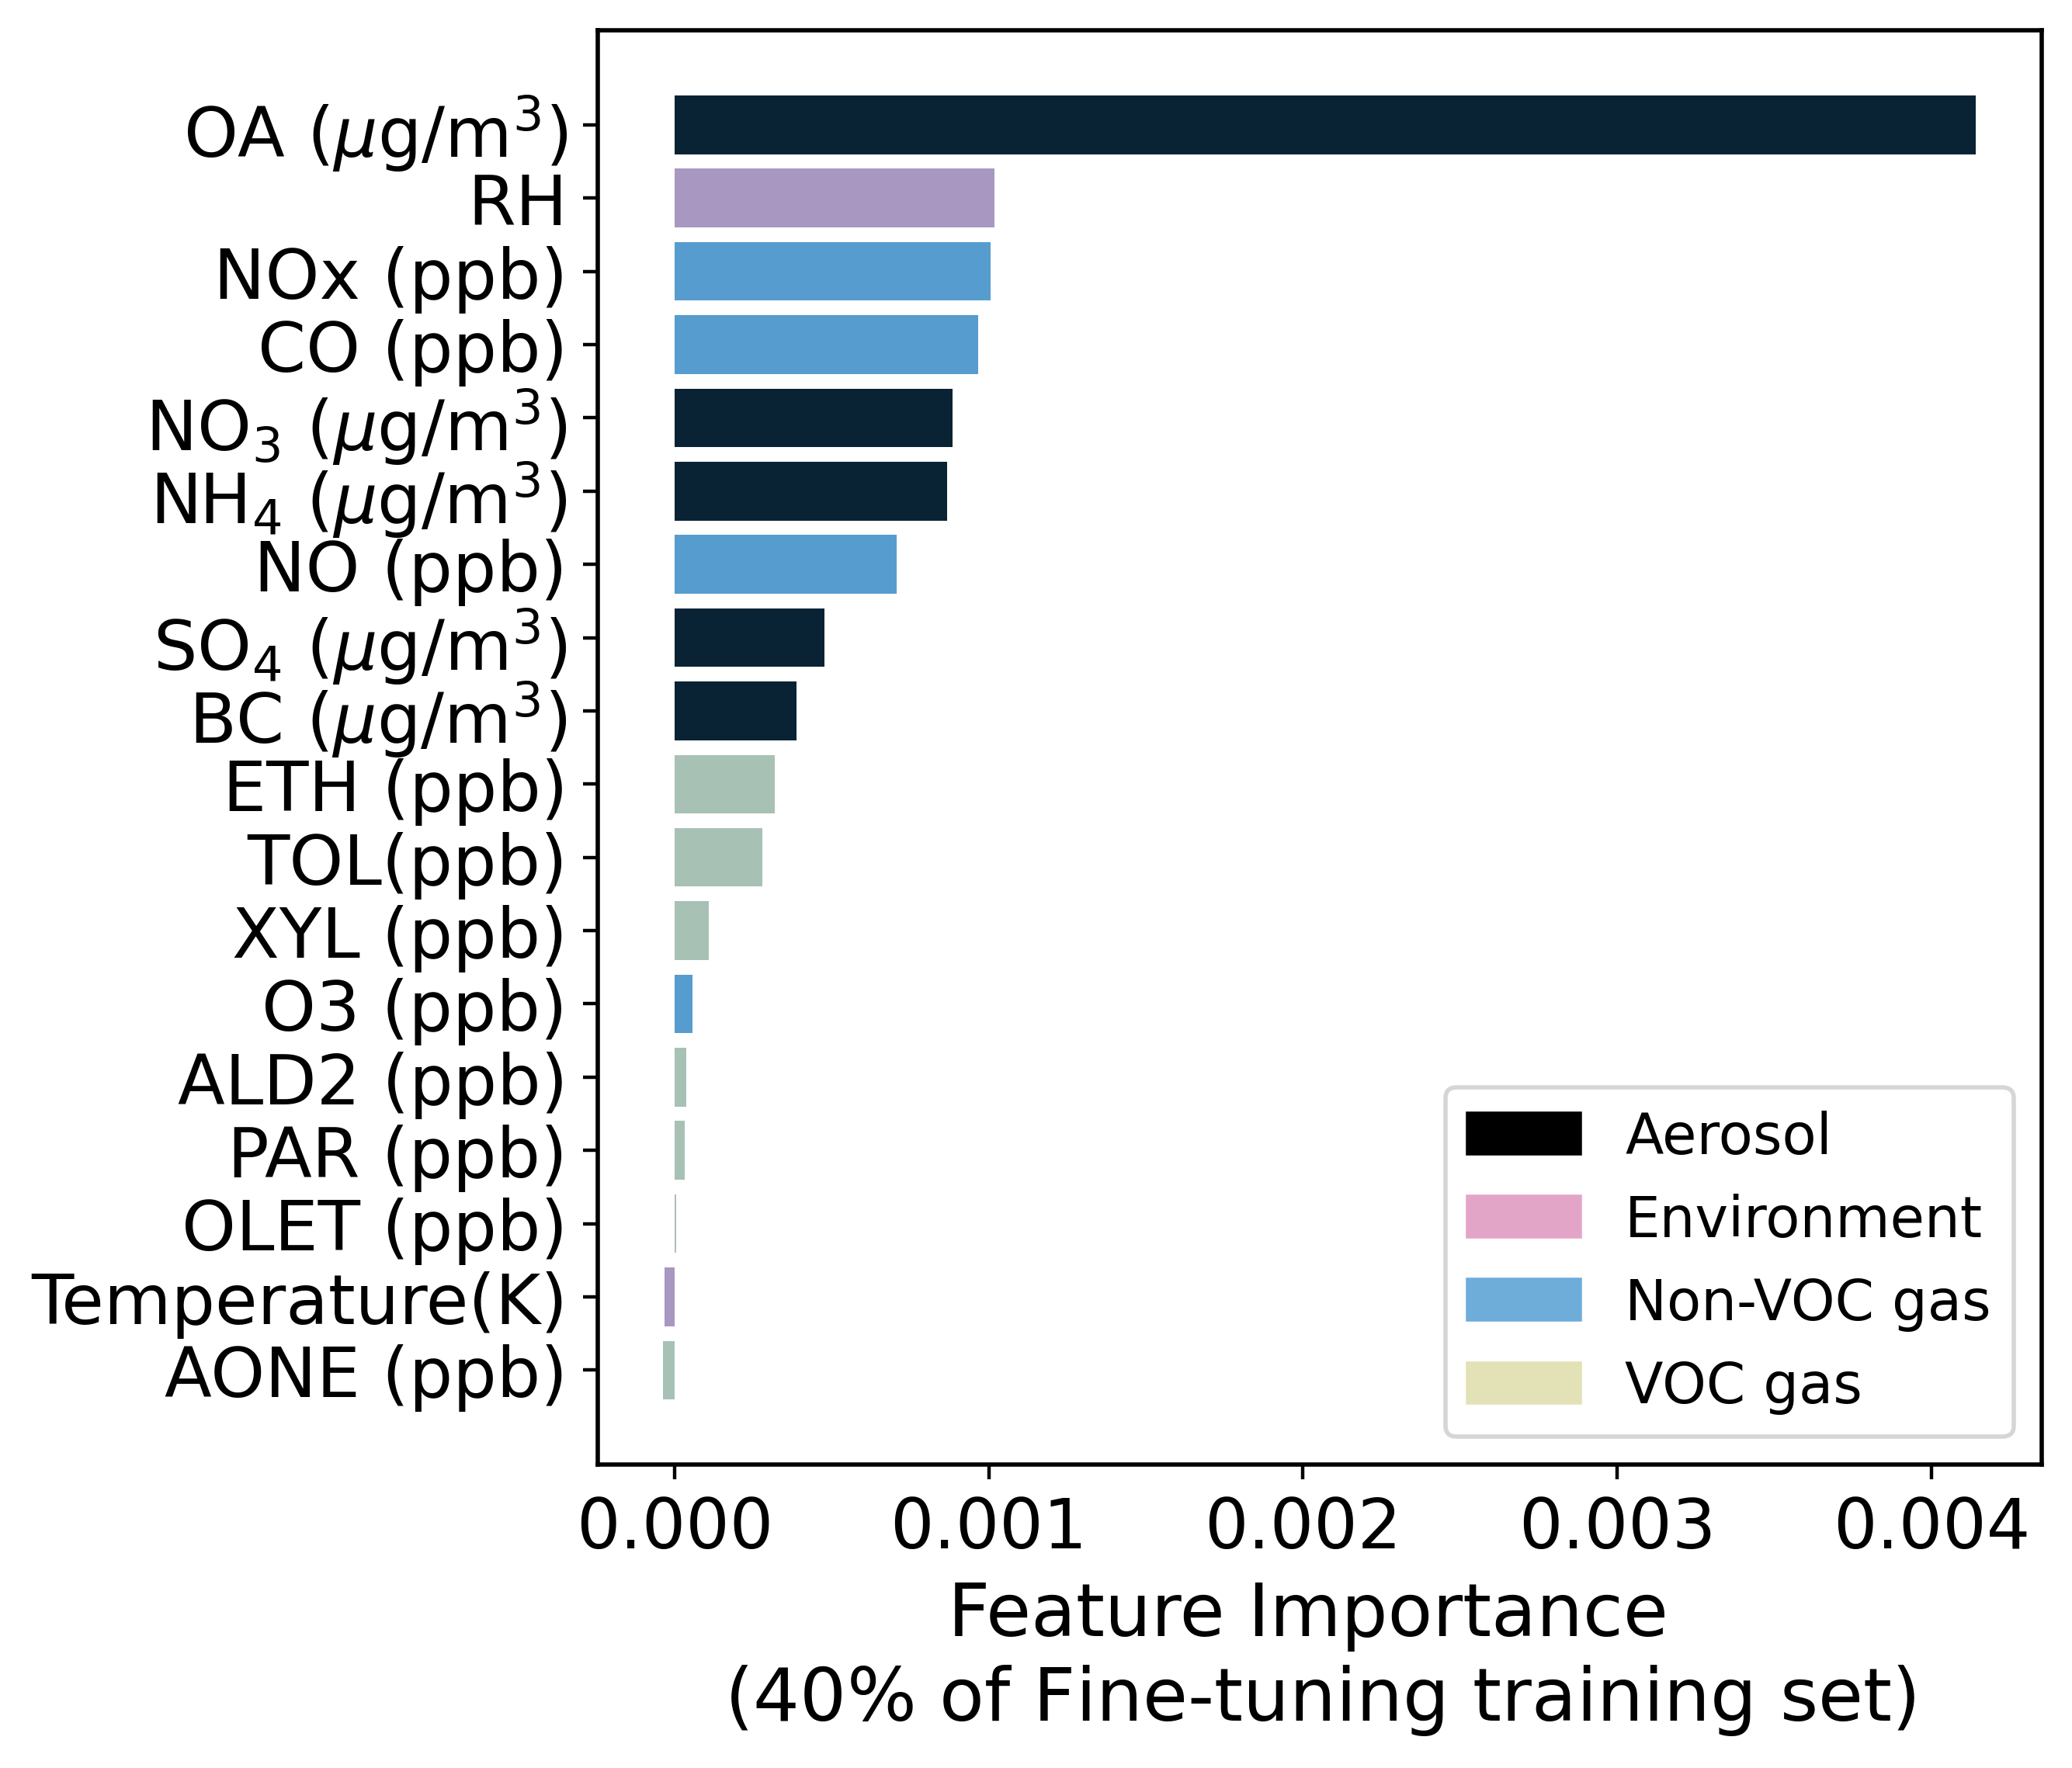 OA (μg/m³)
RH
NOx (ppb)
CO (ppb)
NO₃ (μg/m³)
NH₄ (μg/m³)
NO (ppb)
SO₄ (μg/m³)
BC (μg/m³)
ETH (ppb)
TOL(ppb)
XYL (ppb)
O3 (ppb)
ALD2 (ppb)
PAR (ppb)
OLET (ppb)
Temperature(K)
AONE (ppb)
Aerosol
Environment
Non-VOC gas
VOC gas
0.000 0.001 0.002 0.003 0.004
Feature Importance
(40% of Fine-tuning training set)